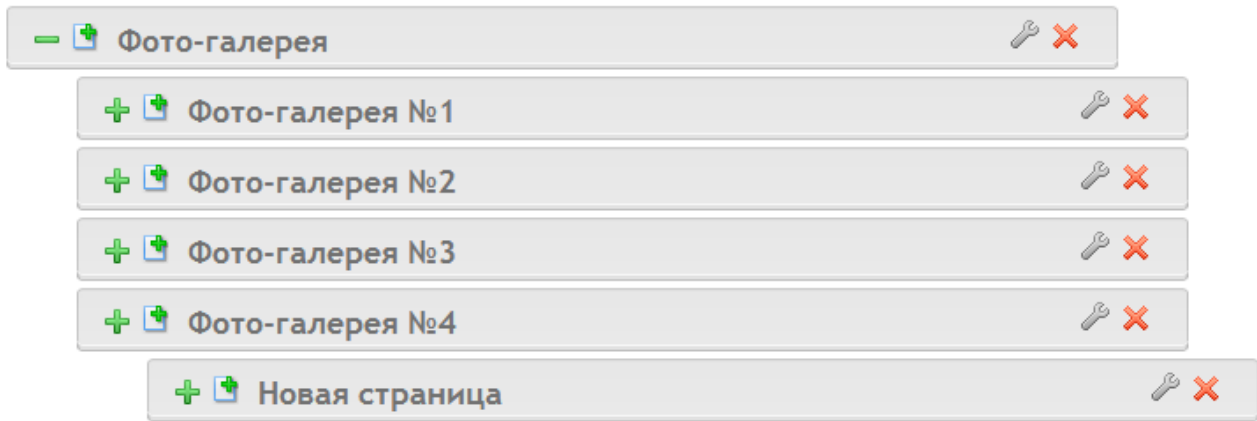 Фото-галерея
Фото-галерея №1
Фото-галерея №2
Фото-галерея №3
Фото-галерея №4
Новая страница